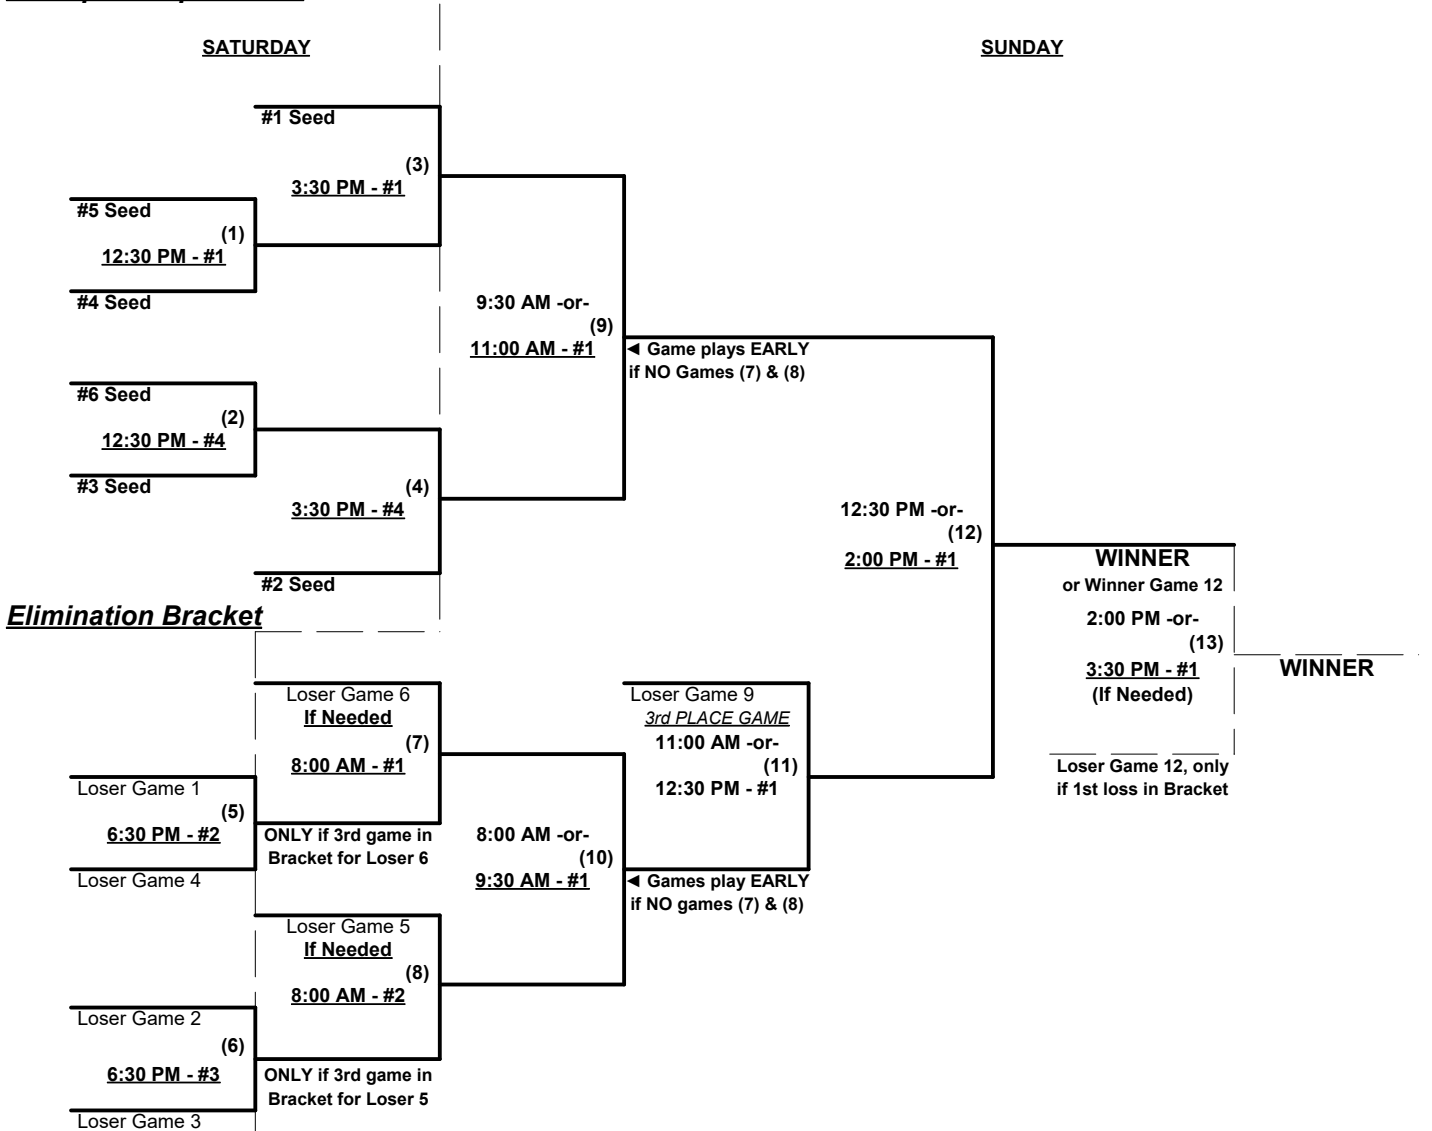 SATURDAY
SUNDAY
#1 Seed
(3)
3:30 PM - #1
#5 Seed
(1)
12:30 PM - #1
#4 Seed
9:30 AM -or-
(9)
11:00 AM - #1
◄ Game plays EARLY
if NO Games (7) & (8)
#6 Seed
(2)
12:30 PM - #4
#3 Seed
(4)
3:30 PM - #4
#2 Seed
12:30 PM -or-
(12)
2:00 PM - #1
WINNER
or Winner Game 12
2:00 PM -or-
(13)
3:30 PM - #1
(If Needed)
WINNER
Loser Game 12, only
if 1st loss in Bracket
Elimination Bracket
Loser Game 6
If Needed
(7)
8:00 AM - #1
Loser Game 9
3rd PLACE GAME
11:00 AM -or-
(11)
12:30 PM - #1
Loser Game 1
(5)
6:30 PM - #2
Loser Game 4
ONLY if 3rd game in
Bracket for Loser 6
8:00 AM -or-
(10)
9:30 AM - #1
◄ Games play EARLY
if NO games (7) & (8)
Loser Game 5
If Needed
(8)
8:00 AM - #2
Loser Game 2
(6)
6:30 PM - #3
Loser Game 3
ONLY if 3rd game in
Bracket for Loser 5